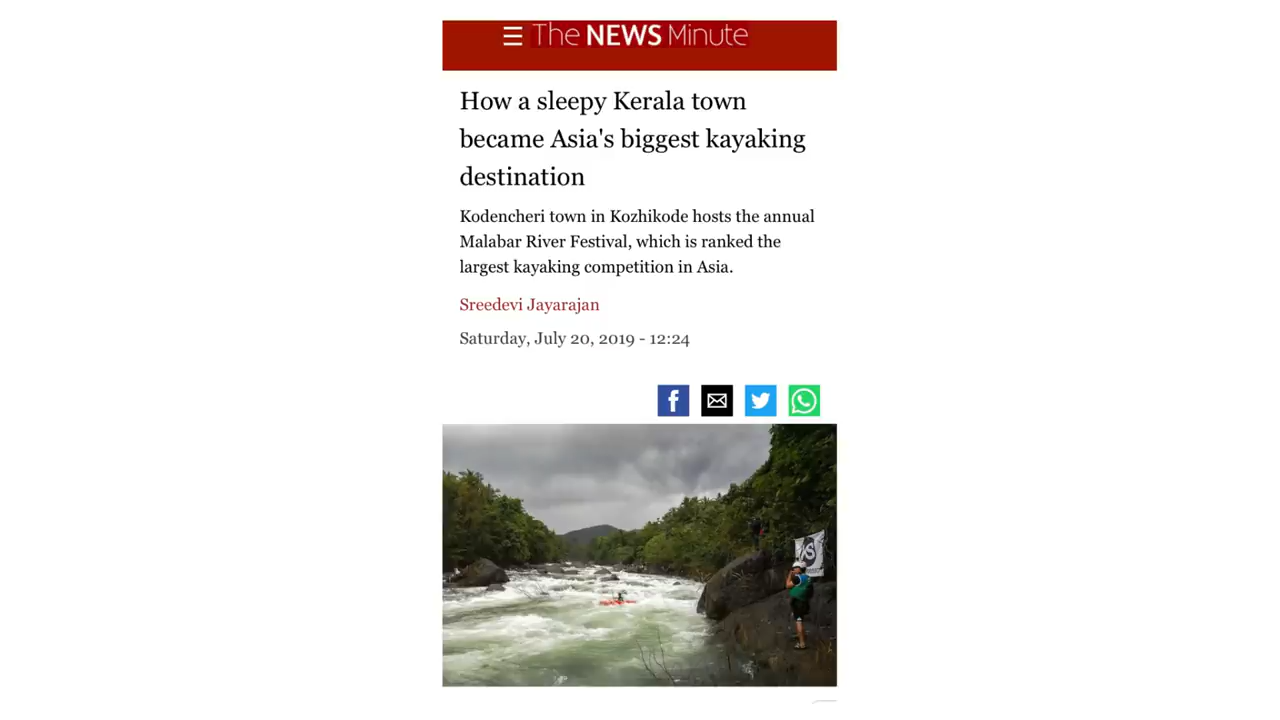 The NEWS Minute
How a sleepy Kerala town
became Asia's biggest kayaking
destination
Kodencheri town in Kozhikode hosts the annual
Malabar River Festival, which is ranked the
largest kayaking competition in Asia.
Sreedevi Jayarajan
Saturday, July 20, 2019 - 12:24